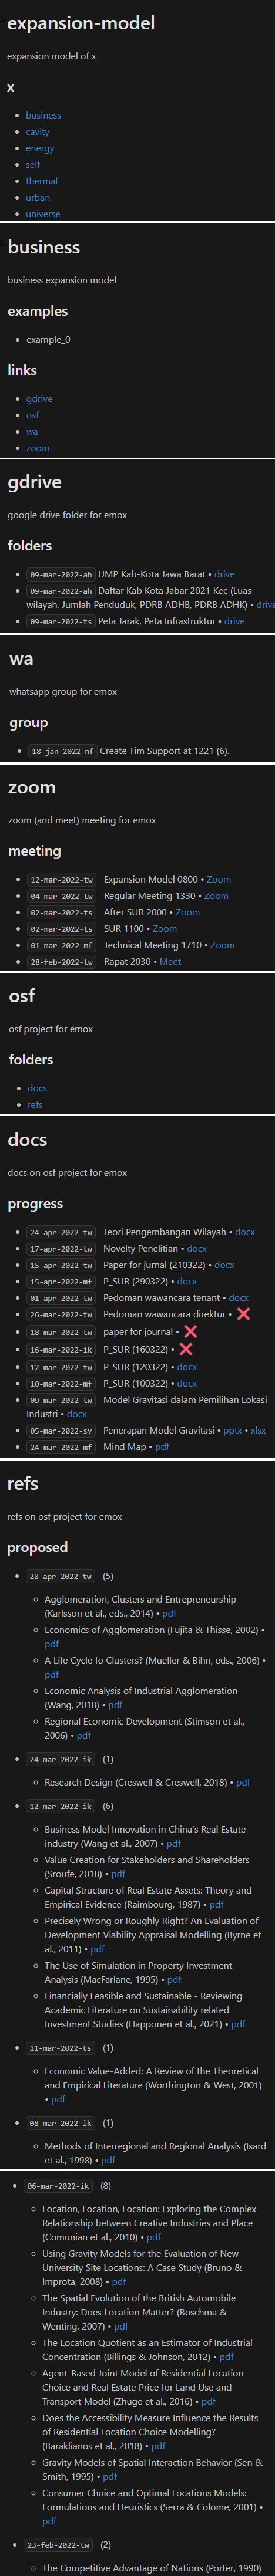 expansion-model
expansion model of x
x
business
cavity
energy
self
thermal
urban
universe
business
business expansion model
examples
example_0
links
gdrive
osf
wa
zoom
gdrive
google drive folder for emox
folders
09-mar-2022-ah UMP Kab-Kota Jawa Barat • drive
09-mar-2022-ah Daftar Kab Kota Jabar 2021 Kec (Luas
wilayah, Jumlah Penduduk, PDRB ADHB, PDRB ADHK) • drive
09-mar-2022-ts Peta Jarak, Peta Infrastruktur • drive
wa
whatsapp group for emox
group
18-jan-2022-nf Create Tim Support at 1221 (6).
zoom
zoom (and meet) meeting for emox
meeting
12-mar-2022-tw Expansion Model 0800 • Zoom
04-mar-2022-tw Regular Meeting 1330 • Zoom
02-mar-2022-ts After SUR 2000 • Zoom
02-mar-2022-ts SUR 1100 • Zoom
01-mar-2022-mf Technical Meeting 1710 • Zoom
28-feb-2022-tw Rapat 2030 • Meet
osf
osf project for emox
folders
docs
refs
docs
docs on osf project for emox
progress
24-apr-2022-tw Teori Pengembangan Wilayah • docx
17-apr-2022-tw Novelty Penelitian • docx
15-apr-2022-tw Paper for jurnal (210322) • docx
15-apr-2022-mf P_SUR (290322) • docx
01-apr-2022-tw Pedoman wawancara tenant • docx
26-mar-2022-tw Pedoman wawancara direktur • ❌
18-mar-2022-tw paper for journal • ❌
16-mar-2022-ik P_SUR (160322) • ❌
12-mar-2022-tw P_SUR (120322) • docx
10-mar-2022-mf P_SUR (100322) • docx
09-mar-2022-tw Model Gravitasi dalam Pemilihan Lokasi
Industri • docx
05-mar-2022-sv Penerapan Model Gravitasi • pptx • xlsx
24-mar-2022-mf Mind Map • pdf
refs
refs on osf project for emox
proposed
28-apr-2022-tw (5)
Agglomeration, Clusters and Entrepreneurship
(Karlsson et al., eds., 2014) • pdf
Economics of Agglomeration (Fujita & Thisse, 2002) •
pdf
A Life Cycle fo Clusters? (Mueller & Bihn, eds., 2006) •
pdf
Economic Analysis of Industrial Agglomeration
(Wang, 2018) • pdf
Regional Economic Development (Stimson et al.,
2006) • pdf
24-mar-2022-ik (1)
Research Design (Creswell & Creswell, 2018) • pdf
12-mar-2022-ik (6)
Business Model Innovation in China's Real Estate
industry (Wang et al., 2007) • pdf
Value Creation for Stakeholders and Shareholders
(Sroufe, 2018) • pdf
Capital Structure of Real Estate Assets: Theory and
Empirical Evidence (Raimbourg, 1987) • pdf
Precisely Wrong or Roughly Right? An Evaluation of
Development Viability Appraisal Modelling (Byrne et
al., 2011) • pdf
The Use of Simulation in Property Investment
Analysis (MacFarlane, 1995) • pdf
Financially Feasible and Sustainable - Reviewing
Academic Literature on Sustainability related
Investment Studies (Happonen et al., 2021) • pdf
11-mar-2022-ts (1)
Economic Value-Added: A Review of the Theoretical
and Empirical Literature (Worthington & West, 2001)
• pdf
08-mar-2022-ik (1)
Methods of Interregional and Regional Analysis (Isard
et al., 1998) • pdf
06-mar-2022-ik (8)
Location, Location, Location: Exploring the Complex
Relationship between Creative Industries and Place
(Comunian et al., 2010) • pdf
Using Gravity Models for the Evaluation of New
University Site Locations: A Case Study (Bruno &
Improta, 2008) • pdf
The Spatial Evolution of the British Automobile
Industry: Does Location Matter? (Boschma &
Wenting, 2007) • pdf
The Location Quotient as an Estimator of Industrial
Concentration (Billings & Johnson, 2012) • pdf
Agent-Based Joint Model of Residential Location
Choice and Real Estate Price for Land Use and
Transport Model (Zhuge et al., 2016) • pdf
Does the Accessibility Measure Influence the Results
of Residential Location Choice Modelling?
(Baraklianos et al., 2018) • pdf
Gravity Models of Spatial Interaction Behavior (Sen &
Smith, 1995) • pdf
Consumer Choice and Optimal Locations Models:
Formulations and Heuristics (Serra & Colome, 2001) •
pdf
23-feb-2022-tw (2)
The Competitive Advantage of Nations (Porter, 1990)